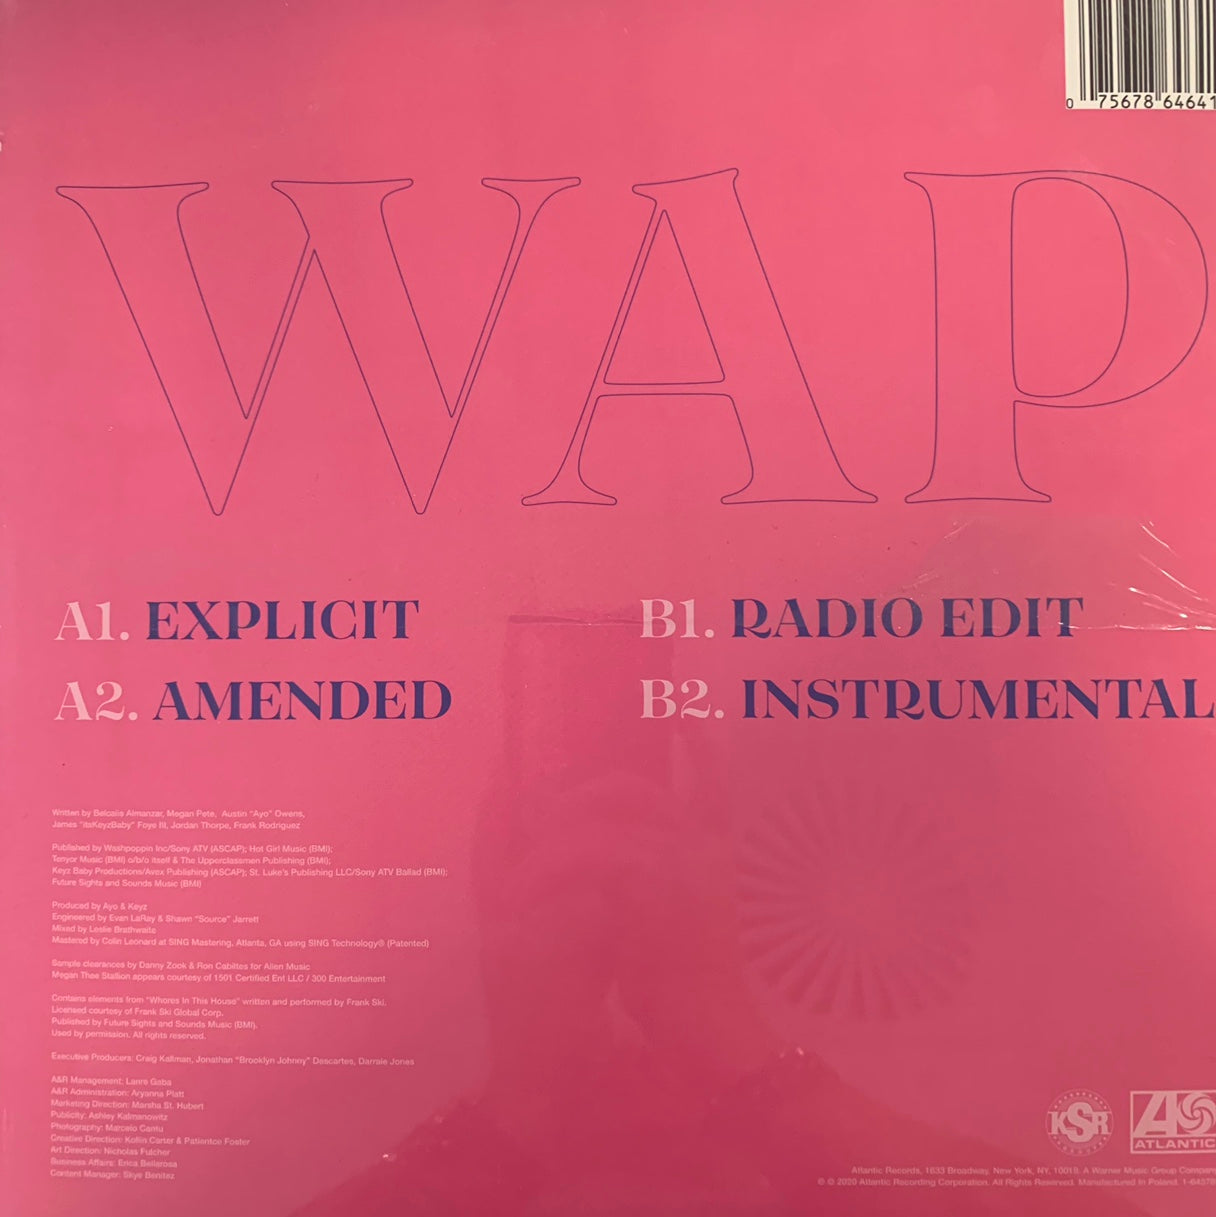 0 75678 64641
WAP
A1. EXPLICIT
A2. AMENDED
B1. RADIO EDIT
B2. INSTRUMENTAL
Written by Belcalis Almanzar, Megan Pete, Austin "Ayo" Owens,
James "ItsKeyzBaby" Foye III, Jordan Thorpe, Frank Rodriguez
Published by Washpoppin Inc/Sony ATV (ASCAP); Hot Girl Music (BMI);
Tenyor Music (BMI) o/b/o itself & The Upperclassmen Publishing (BMI);
Keyz Baby Productions/Avex Publishing (ASCAP); St. Luke's Publishing LLC/Sony ATV Ballad (BMI);
Future Sights and Sounds Music (BMI)
Produced by Ayo & Keyz
Engineered by Evan LaRay & Shawn "Source" Jarrett
Mixed by Leslie Brathwaite
Mastered by Colin Leonard at SING Mastering, Atlanta, GA using SING Technology® (Patented)
Sample clearances by Danny Zook & Ron Cabiltes for Alien Music
Megan Thee Stallion appears courtesy of 1501 Certified Ent LLC / 300 Entertainment
Contains elements from "Whores In This House" written and performed by Frank Ski.
Licensed courtesy of Frank Ski Global Corp.
Published by Future Sights and Sounds Music (BMI).
Used by permission. All rights reserved.
Executive Producers: Craig Kallman, Jonathan "Brooklyn Johnny" Descartes, Darrale Jones
A&R Management: Lanre Gaba
A&R Administration: Aryanna Platt
Marketing Direction: Marsha St. Hubert
Publicity: Ashley Kalmanowitz
Photography: Marcelo Cantu
Creative Direction: Kollin Carter & Patientce Foster
Art Direction: Nicholas Fulcher
Business Affairs: Erica Bellarosa
Content Manager: Skye Benitez
KSR
ATLANTIC
Atlantic Records, 1633 Broadway, New York, NY, 10019. A Warner Music Group Company
℗ © 2020 Atlantic Recording Corporation. All Rights Reserved. Manufactured in Poland.